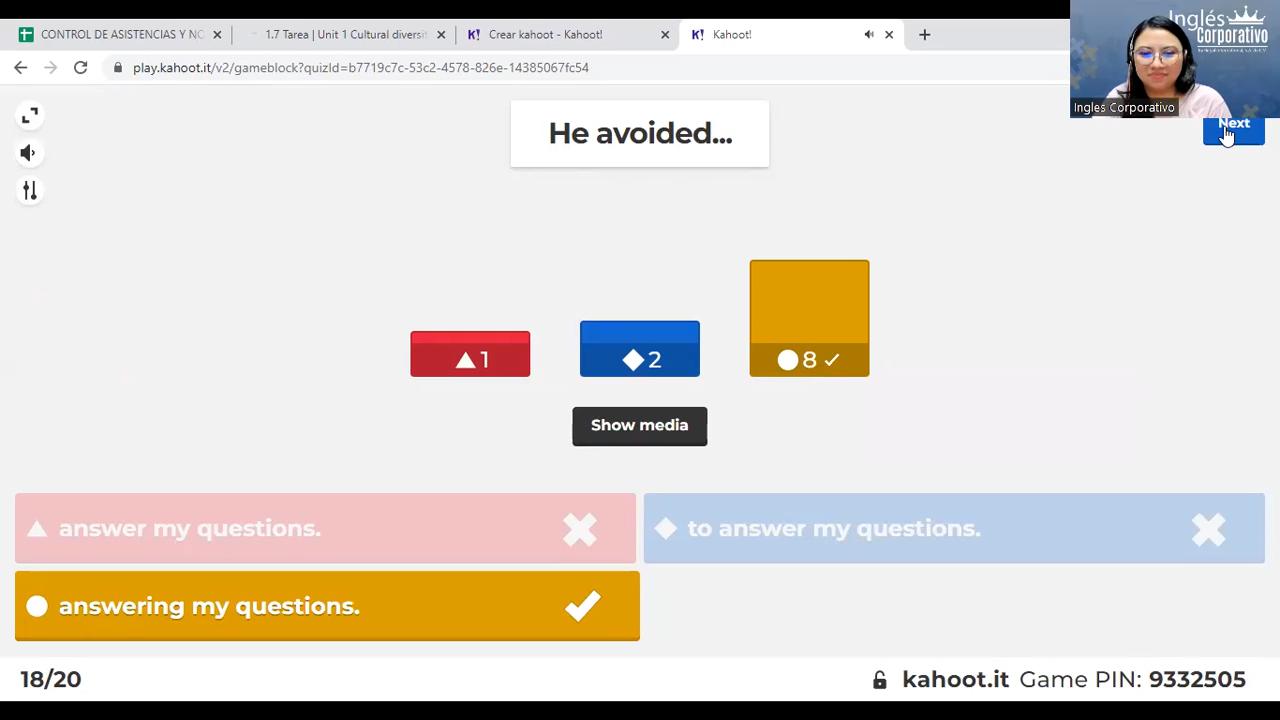 CONTROL DE ASISTENCIAS Y NO
1.7 Tarea | Unit 1 Cultural diversit
K! Crear kahoot - Kahoot!
K! Kahoot!
play.kahoot.it/v2/gameblock?quizId=b7719c7c-53c2-4578-826e-14385067fc54
Inglés
Corporativo
Ingles Corporativo
Next
He avoided...
1
2
8
Show media
answer my questions.
to answer my questions.
answering my questions.
18/20
kahoot.it Game PIN: 9332505